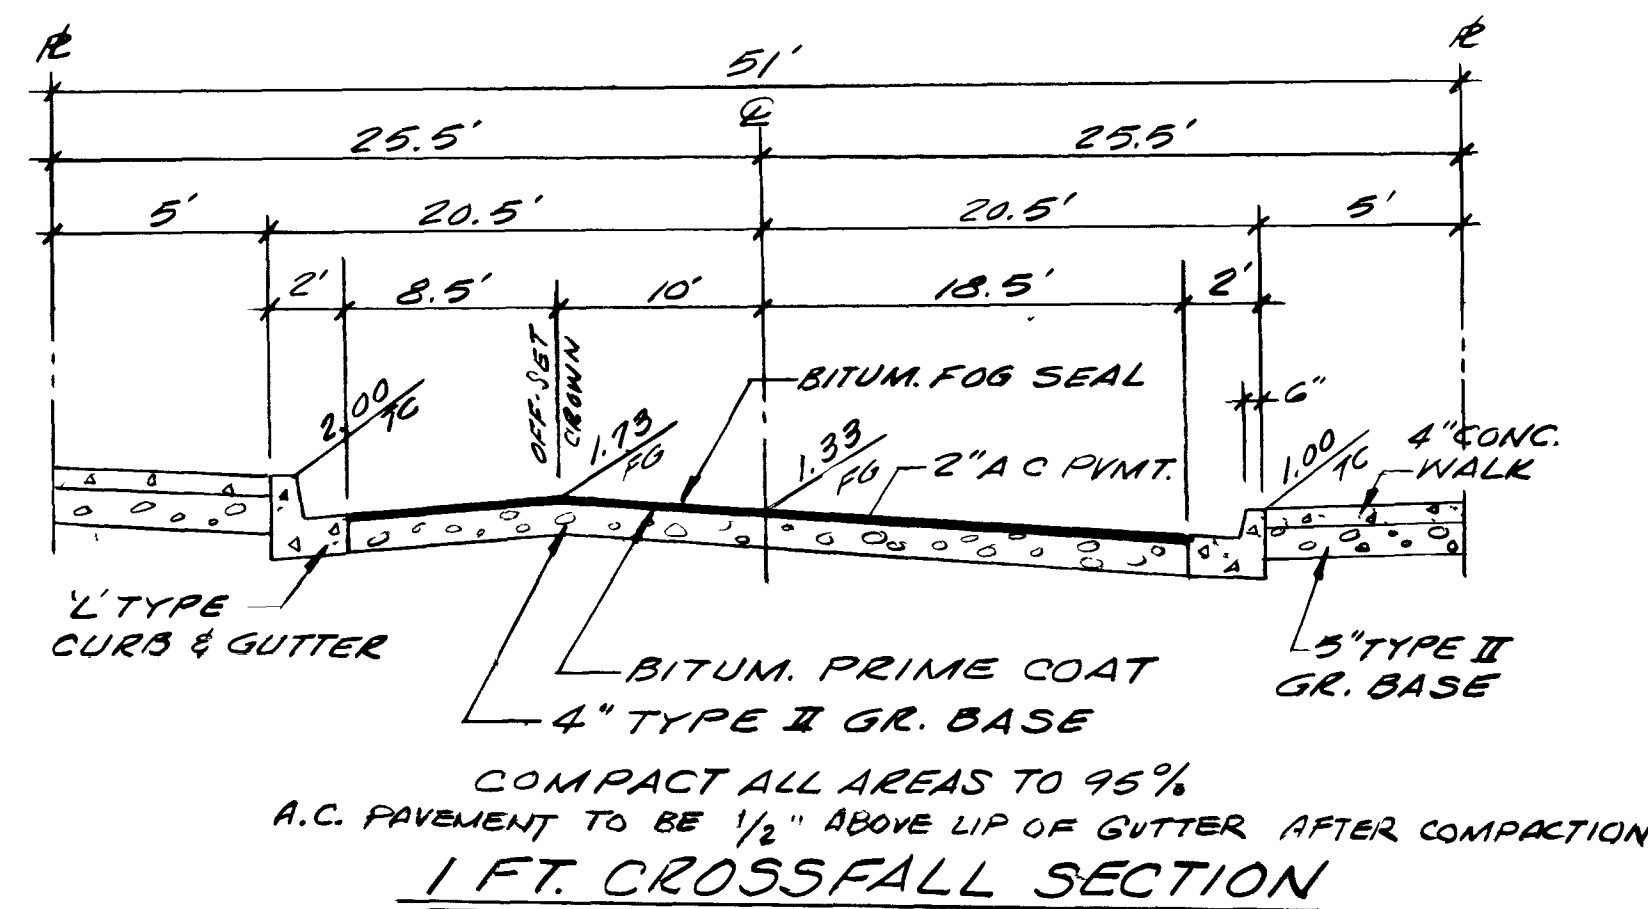 PL
PL
51'
CL
25.5'
25.5'
5'
20.5'
20.5'
5'
2'
8.5'
10'
18.5'
2'
OFF-SET
CROWN
BITUM. FOG SEAL
6"
2.00
TC
1.73
FG
1.33
FG
2" A C PVMT.
1.00
TC
4" CONC.
WALK
'L' TYPE
CURB & GUTTER
BITUM. PRIME COAT
4" TYPE II GR. BASE
5" TYPE II
GR. BASE
COMPACT ALL AREAS TO 95%
A.C. PAVEMENT TO BE 1/2" ABOVE LIP OF GUTTER AFTER COMPACTION
1 FT. CROSSFALL SECTION